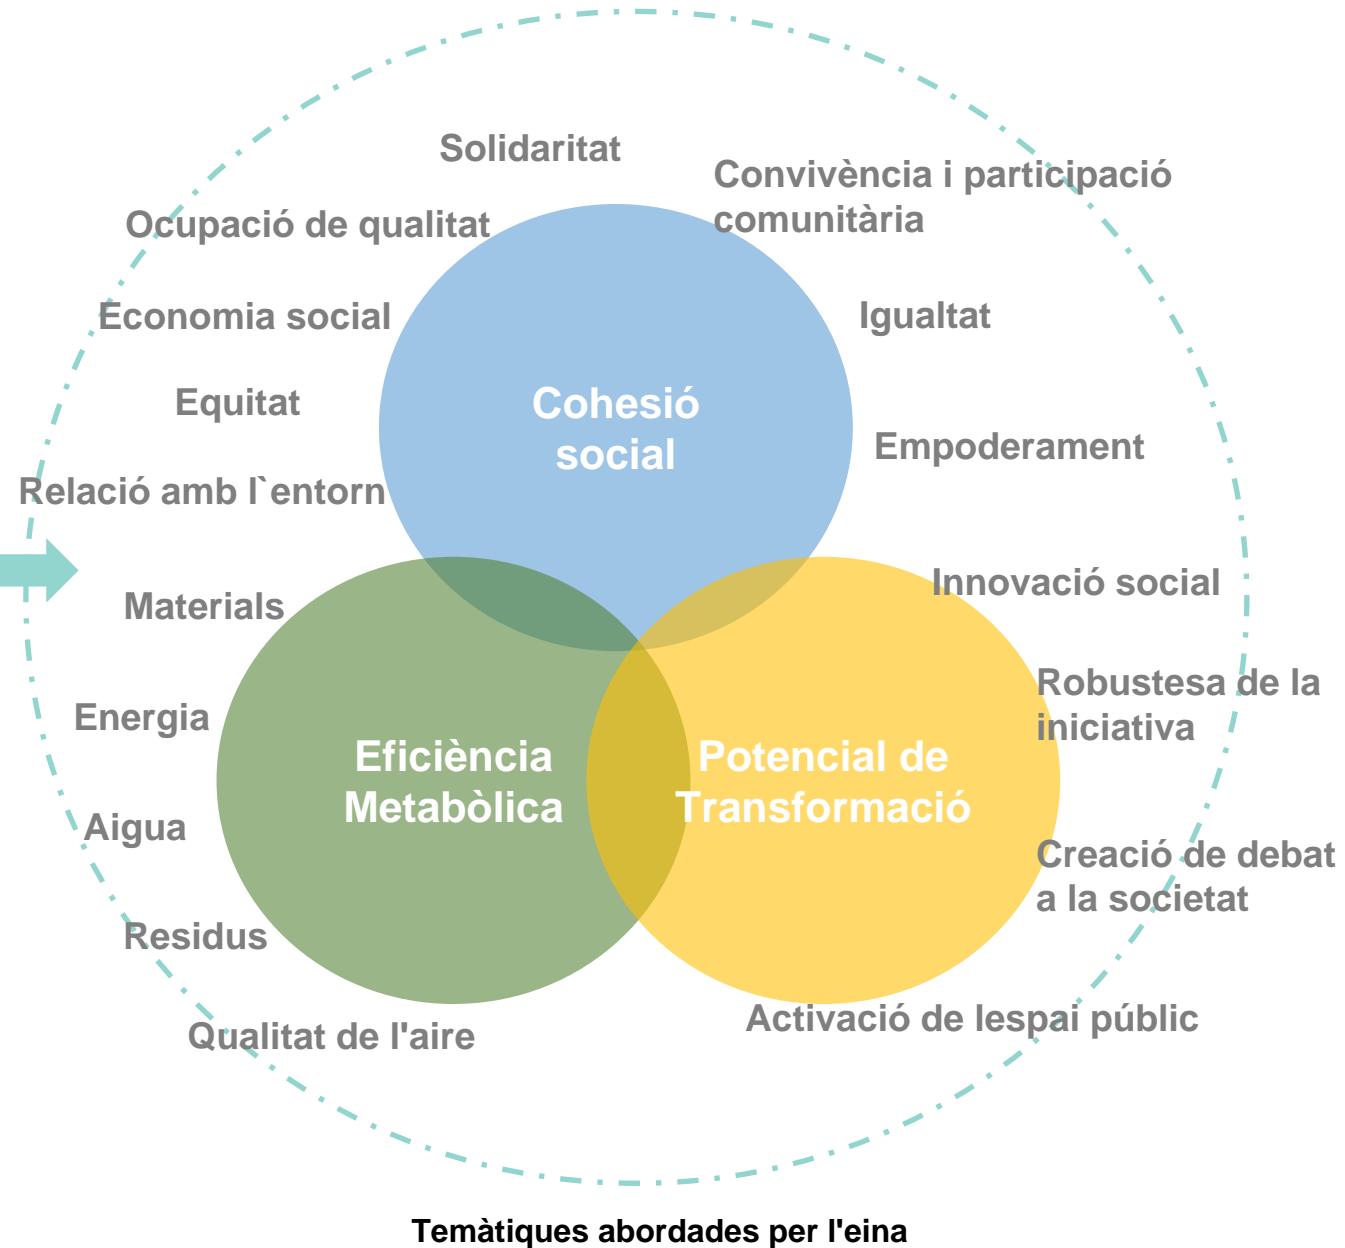 Solidaritat
Convivència i participació
comunitària
Ocupació de qualitat
Economia social
Igualtat
Equitat
Cohesió
social
Empoderament
Relació amb l`entorn
Innovació social
Materials
Robustesa de la
iniciativa
Energia
Eficiència
Metabòlica
Potencial de
Transformació
Aigua
Creació de debat
a la societat
Residus
Activació de lespai públic
Qualitat de l'aire
Temàtiques abordades per l'eina